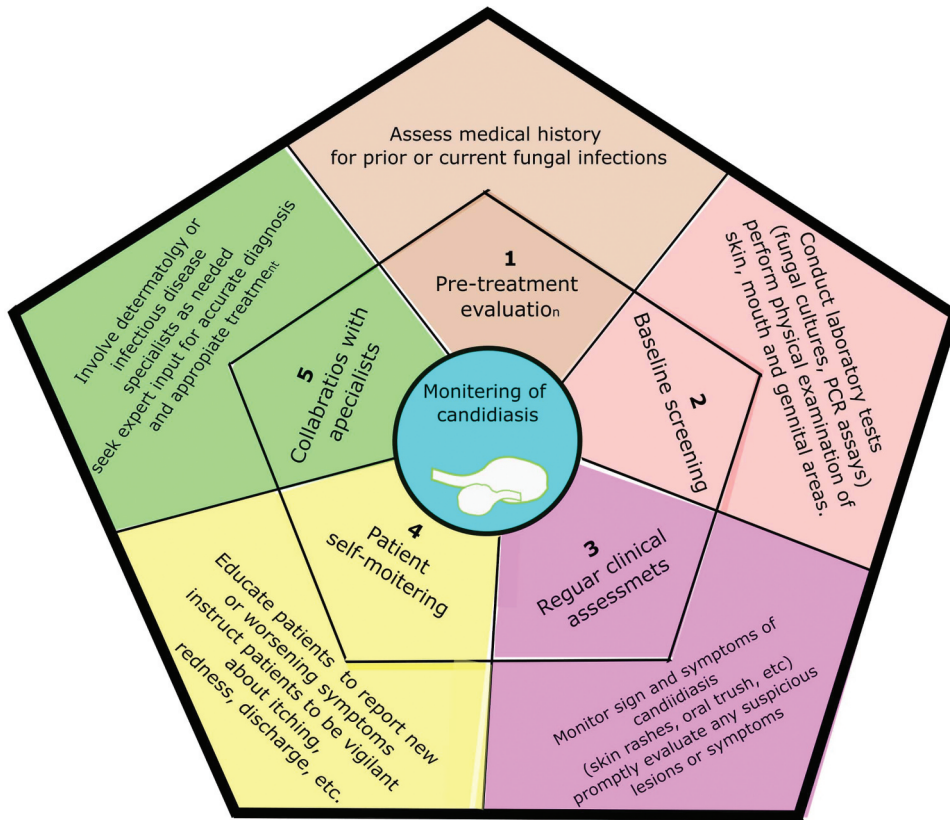 Assess medical history
for prior or current fungal infections
1
Pre-treatment
evaluation
Conduct laboratory tests
(fungal cultures, PCR assays)
perform physical examination of
skin, mouth and gennital areas.
2
Baseline screening
Monitor sign and symptoms of
candiidiasis
(skin rashes, oral trush, etc)
promptly evaluate any suspicious
lesions or symptoms
3
Reguar clinical
assessmets
Educate patients to report new
or worsening symptoms
instruct patients to be vigilant
about itching,
redness, discharge, etc.
4
Patient
self-moitering
Involve determatolgy or
infectious disease
specialists as needed
seek expert input for accurate diagnosis
and appropiate treatment
5
Collabratios with
apecialists
Monitering of
candidiasis